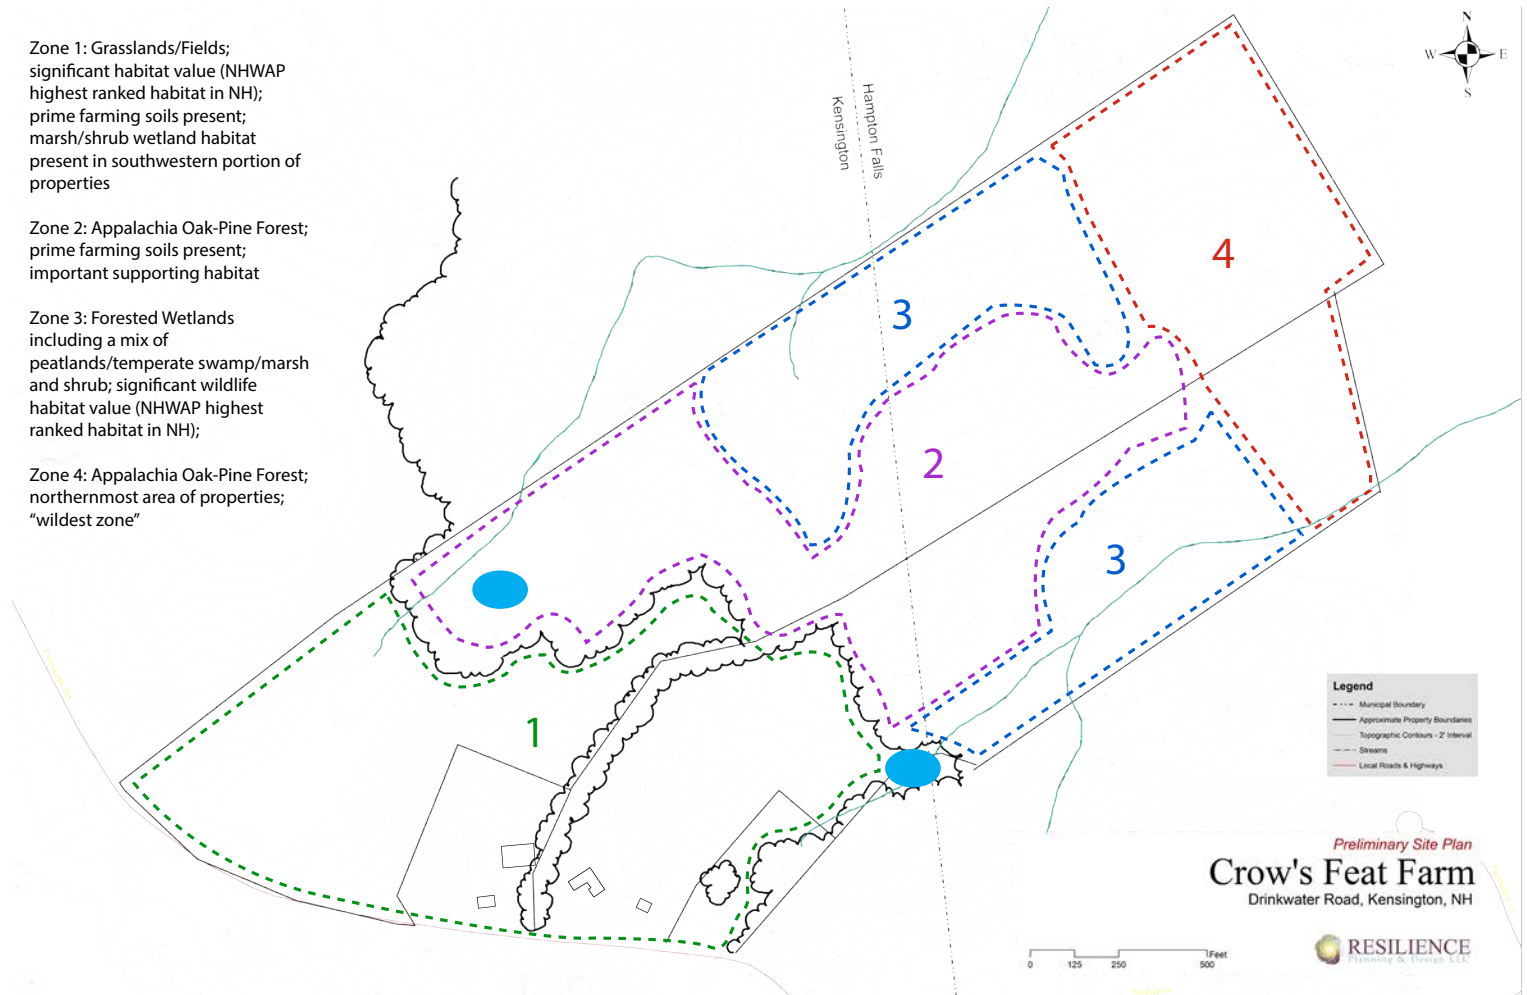 Zone 1: Grasslands/Fields;
significant habitat value (NHWAP
highest ranked habitat in NH);
prime farming soils present;
marsh/shrub wetland habitat
present in southwestern portion of
properties
Zone 2: Appalachia Oak-Pine Forest;
prime farming soils present;
important supporting habitat
Zone 3: Forested Wetlands
including a mix of
peatlands/temperate swamp/marsh
and shrub; significant wildlife
habitat value (NHWAP highest
ranked habitat in NH);
Zone 4: Appalachia Oak-Pine Forest;
northernmost area of properties;
“wildest zone”
Hampton Falls
Kensington
N
W
E
S
4
3
2
3
1
Legend
Municipal Boundary
Approximate Property Boundaries
Topographic Contours - 2' Interval
Streams
Local Roads & Highways
Preliminary Site Plan
Crow's Feat Farm
Drinkwater Road, Kensington, NH
RESILIENCE
Planning & Design LLC
Feet
0 125 250 500